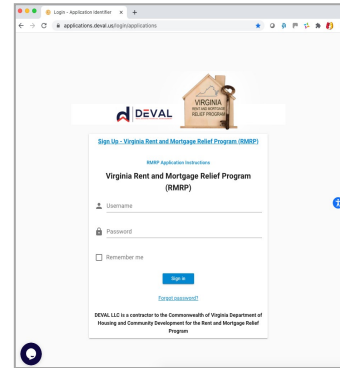 Login - Application Identifier
applications.deval.us/login/applications
DEVAL
VIRGINIA
RENT AND MORTGAGE
RELIEF PROGRAM
Sign Up - Virginia Rent and Mortgage Relief Program (RMRP)
RMRP Application Instructions
Virginia Rent and Mortgage Relief Program
(RMRP)
Username
Password
Remember me
Sign in
Forgot password?
DEVAL LLC is a contractor to the Commonwealth of Virginia Department of
Housing and Community Development for the Rent and Mortgage Relief
Program